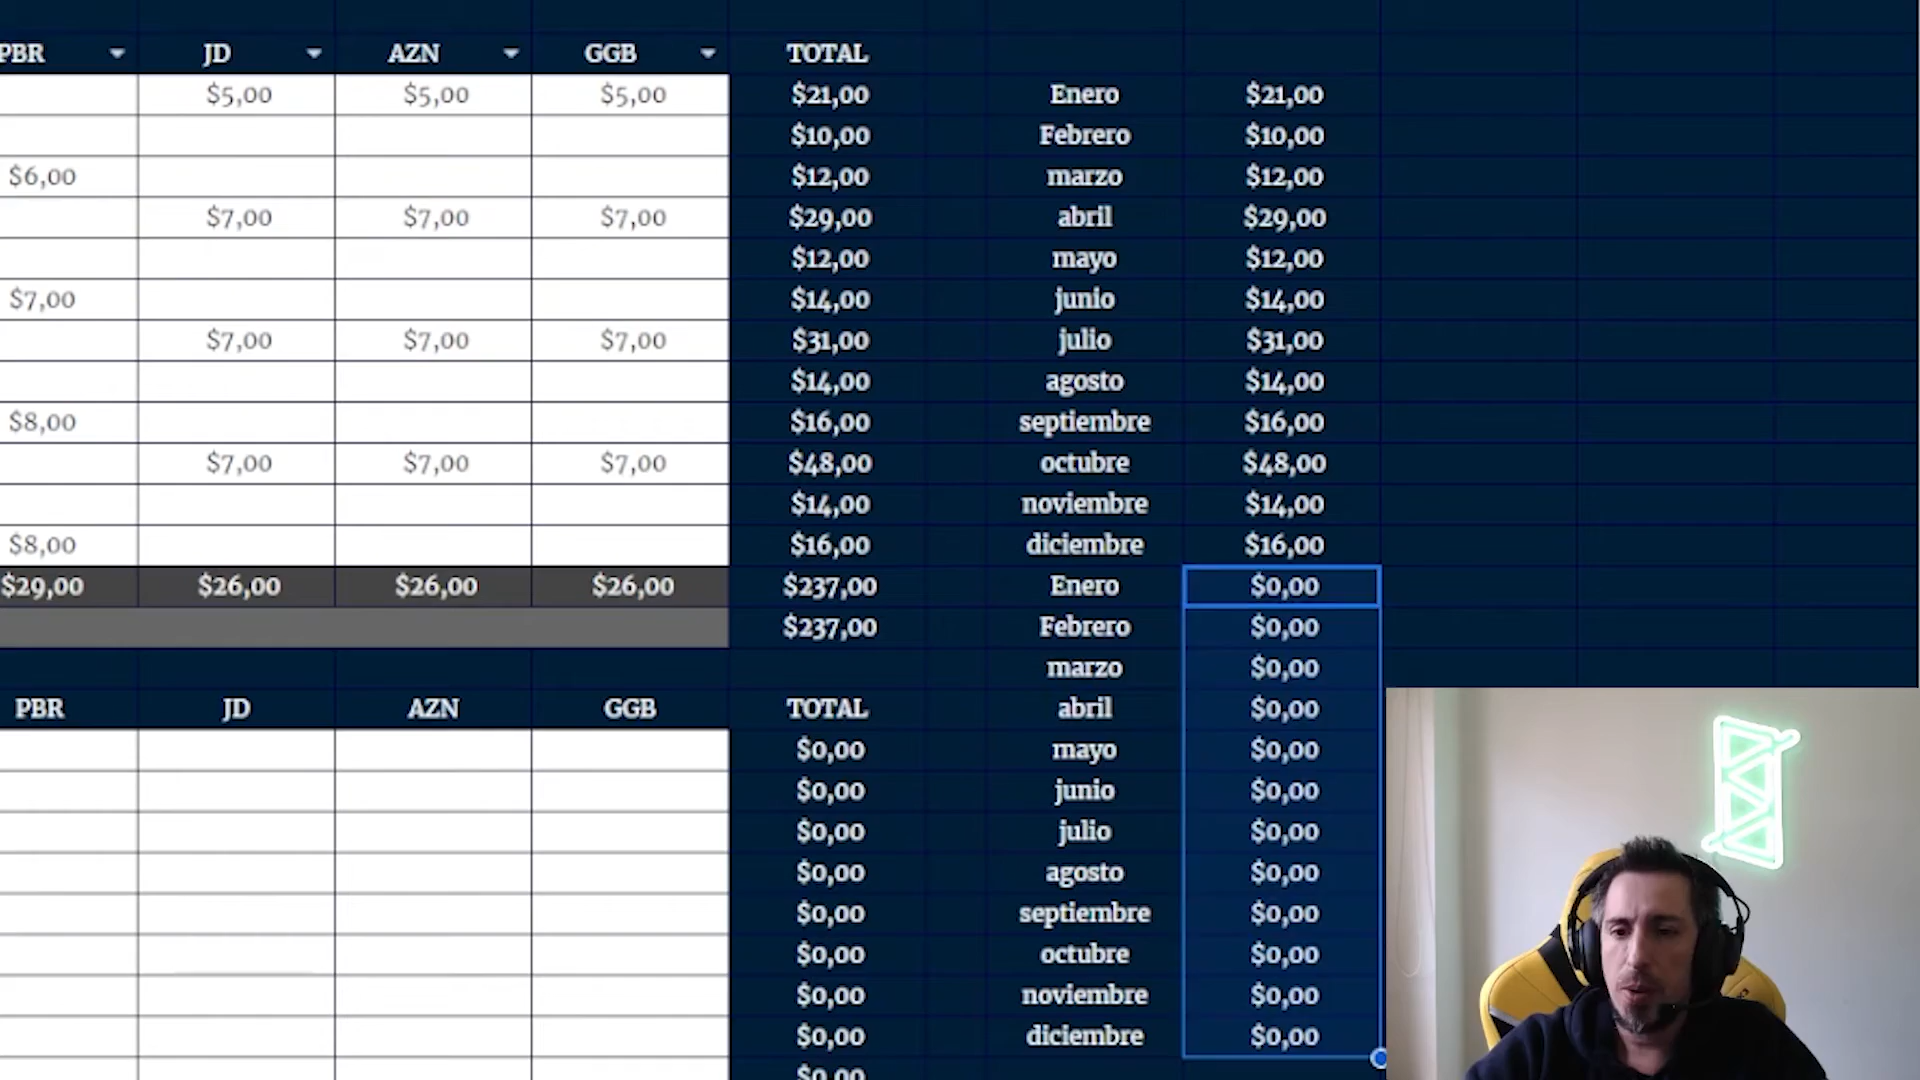 PBR JD AZN GGB TOTAL
$5,00 $5,00 $5,00 $21,00 Enero $21,00
$10,00 Febrero $10,00
$6,00 $12,00 marzo $12,00
$7,00 $7,00 $7,00 $29,00 abril $29,00
$12,00 mayo $12,00
$7,00 $14,00 junio $14,00
$7,00 $7,00 $7,00 $31,00 julio $31,00
$14,00 agosto $14,00
$8,00 $16,00 septiembre $16,00
$7,00 $7,00 $7,00 $48,00 octubre $48,00
$14,00 noviembre $14,00
$8,00 $16,00 diciembre $16,00
$29,00 $26,00 $26,00 $26,00 $237,00 Enero $0,00
$237,00 Febrero $0,00
marzo $0,00
PBR JD AZN GGB TOTAL abril $0,00
$0,00 mayo $0,00
$0,00 junio $0,00
$0,00 julio $0,00
$0,00 agosto $0,00
$0,00 septiembre $0,00
$0,00 octubre $0,00
$0,00 noviembre $0,00
$0,00 diciembre $0,00
$0,00